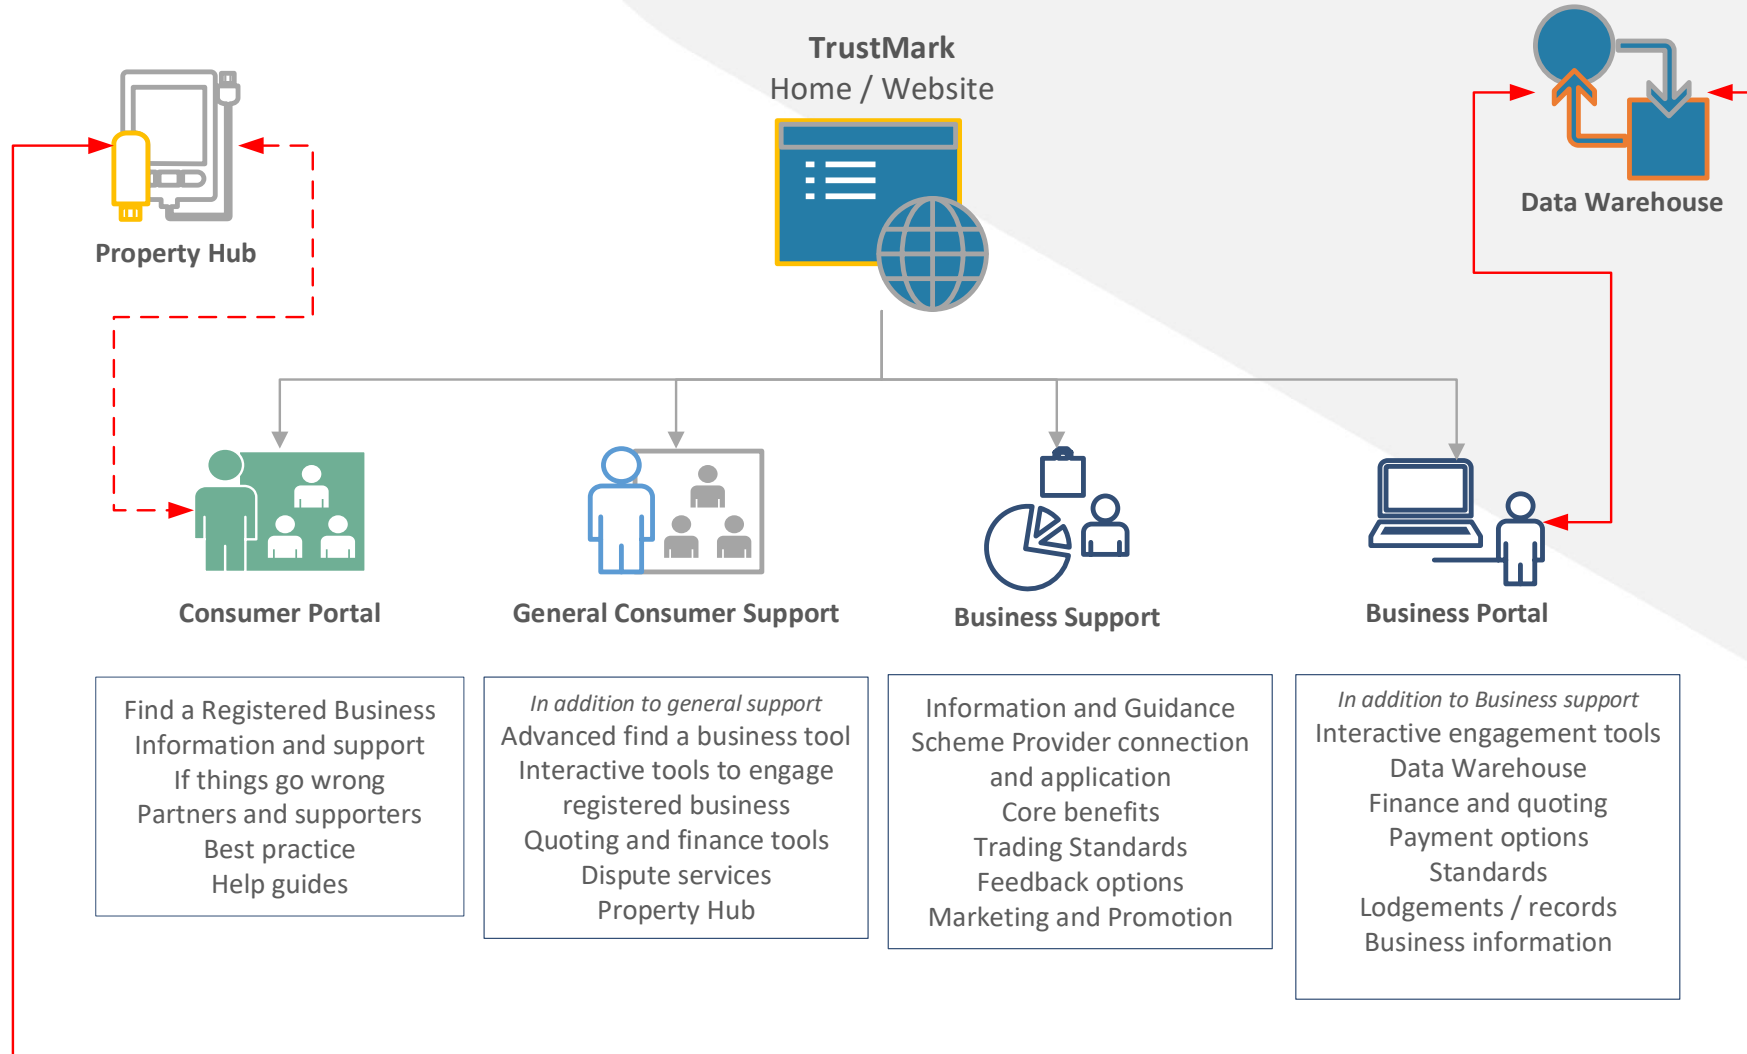 TrustMark
Home / Website
Property Hub
Data Warehouse
Consumer Portal
General Consumer Support
Business Support
Business Portal
Find a Registered Business
Information and support
If things go wrong
Partners and supporters
Best practice
Help guides
In addition to general support
Advanced find a business tool
Interactive tools to engage
registered business
Quoting and finance tools
Dispute services
Property Hub
Information and Guidance
Scheme Provider connection
and application
Core benefits
Trading Standards
Feedback options
Marketing and Promotion
In addition to Business support
Interactive engagement tools
Data Warehouse
Finance and quoting
Payment options
Standards
Lodgements / records
Business information